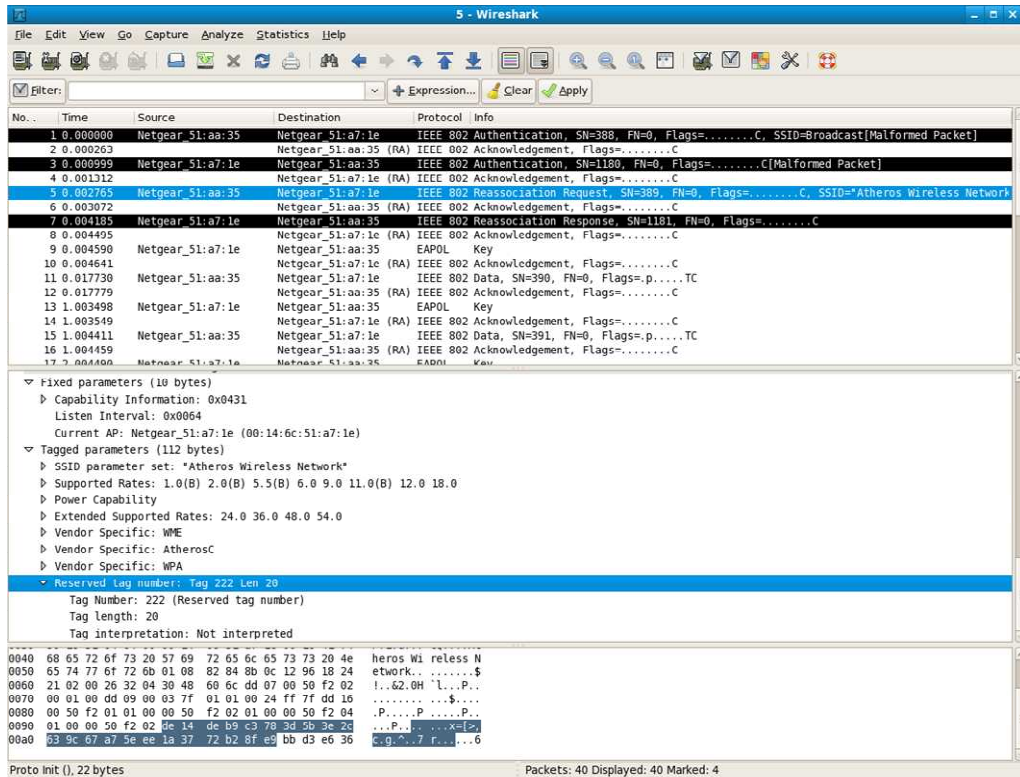 5 - Wireshark
File Edit View Go Capture Analyze Statistics Help
Filter: Expression... Clear Apply
No. . Time Source Destination Protocol Info
1 0.000000 Netgear_51:aa:35 Netgear_51:a7:1e IEEE 802 Authentication, SN=388, FN=0, Flags=........C, SSID=Broadcast[Malformed Packet]
2 0.000263 Netgear_51:aa:35 (RA) IEEE 802 Acknowledgement, Flags=........C
3 0.000999 Netgear_51:a7:1e Netgear_51:aa:35 IEEE 802 Authentication, SN=1180, FN=0, Flags=........C[Malformed Packet]
4 0.001312 Netgear_51:a7:1e (RA) IEEE 802 Acknowledgement, Flags=........C
5 0.002765 Netgear_51:aa:35 Netgear_51:a7:1e IEEE 802 Reassociation Request, SN=389, FN=0, Flags=........C, SSID="Atheros Wireless Network
6 0.003072 Netgear_51:aa:35 (RA) IEEE 802 Acknowledgement, Flags=........C
7 0.004185 Netgear_51:a7:1e Netgear_51:aa:35 IEEE 802 Reassociation Response, SN=1181, FN=0, Flags=........C
8 0.004495 Netgear_51:a7:1e (RA) IEEE 802 Acknowledgement, Flags=........C
9 0.004590 Netgear_51:a7:1e Netgear_51:aa:35 EAPOL Key
10 0.004641 Netgear_51:a7:1e (RA) IEEE 802 Acknowledgement, Flags=........C
11 0.017730 Netgear_51:aa:35 Netgear_51:a7:1e IEEE 802 Data, SN=390, FN=0, Flags=.p.....TC
12 0.017779 Netgear_51:aa:35 (RA) IEEE 802 Acknowledgement, Flags=........C
13 1.003498 Netgear_51:a7:1e Netgear_51:aa:35 EAPOL Key
14 1.003549 Netgear_51:a7:1e (RA) IEEE 802 Acknowledgement, Flags=........C
15 1.004411 Netgear_51:aa:35 Netgear_51:a7:1e IEEE 802 Data, SN=391, FN=0, Flags=.p.....TC
16 1.004459 Netgear_51:aa:35 (RA) IEEE 802 Acknowledgement, Flags=........C
17 2.004490 Netgear_51:a7:1e Netgear_51:aa:35 EAPOL Key
Fixed parameters (10 bytes)
Capability Information: 0x0431
Listen Interval: 0x0064
Current AP: Netgear_51:a7:1e (00:14:6c:51:a7:1e)
Tagged parameters (112 bytes)
SSID parameter set: "Atheros Wireless Network"
Supported Rates: 1.0(B) 2.0(B) 5.5(B) 6.0 9.0 11.0(B) 12.0 18.0
Power Capability
Extended Supported Rates: 24.0 36.0 48.0 54.0
Vendor Specific: WME
Vendor Specific: AtherosC
Vendor Specific: WPA
Reserved tag number: Tag 222 Len 20
Tag Number: 222 (Reserved tag number)
Tag length: 20
Tag interpretation: Not interpreted
0040 68 65 72 6f 73 20 57 69 72 65 6c 65 73 73 20 4e heros Wi reless N
0050 65 74 77 6f 72 6b 01 08 82 84 8b 0c 12 96 18 24 etwork.. .......$
0060 21 02 00 26 32 04 30 48 60 6c dd 07 00 50 f2 02 !..&2.0H `l...P..
0070 00 01 00 dd 09 00 03 7f 01 01 00 24 ff 7f dd 16 ........ ...$....
0080 00 50 f2 01 01 00 00 50 f2 02 01 00 00 50 f2 04 .P.....P .....P..
0090 01 00 00 50 f2 02 de 14 de b9 c3 78 3d 5b 3e 2c ...P.... ...x=[>,
00a0 63 9c 67 a7 5e ee 1a 37 72 b2 8f e9 bb d3 e6 36 c.g.^..7 r......6
Proto Init (), 22 bytes Packets: 40 Displayed: 40 Marked: 4